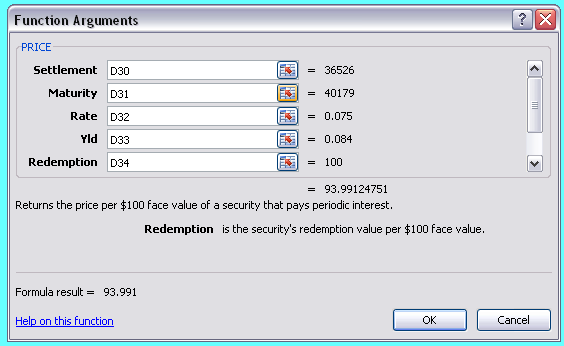 Function Arguments
PRICE
Settlement D30 = 36526
Maturity D31 = 40179
Rate D32 = 0.075
Yld D33 = 0.084
Redemption D34 = 100
= 93.99124751
Returns the price per $100 face value of a security that pays periodic interest.
Redemption is the security's redemption value per $100 face value.
Formula result = 93.991
Help on this function OK Cancel